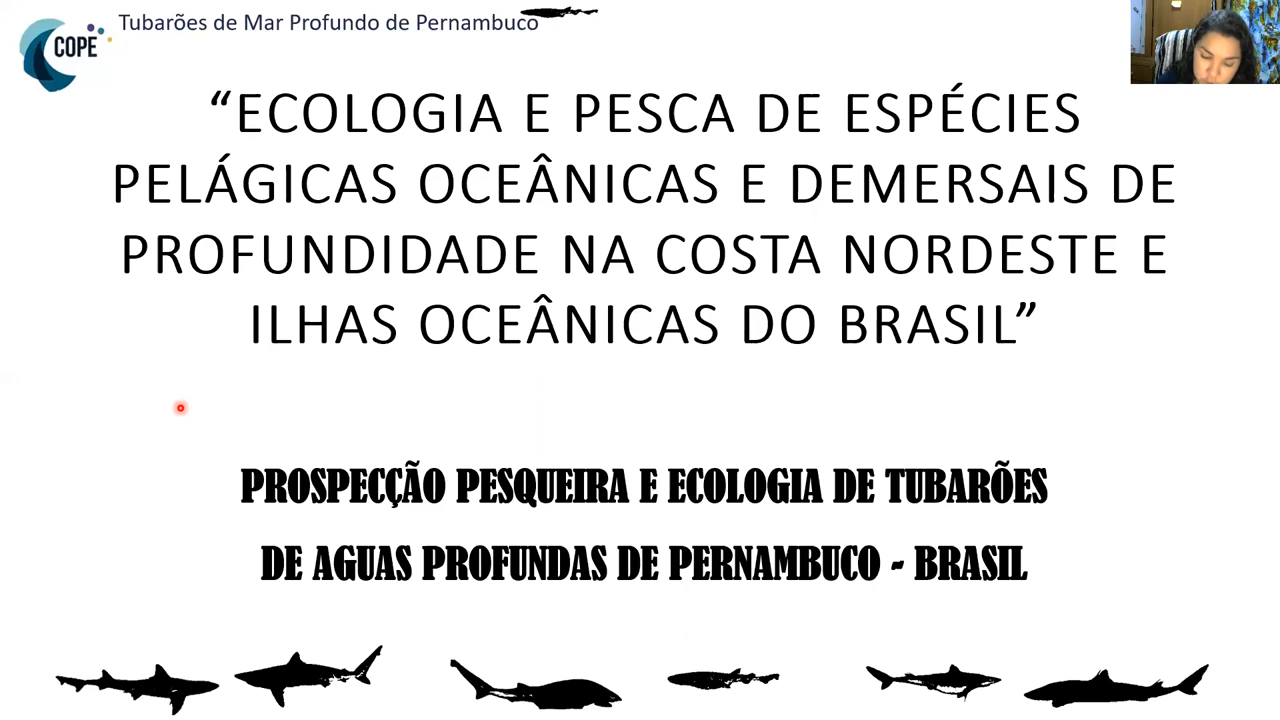 COPE
Tubarões de Mar Profundo de Pernambuco
“ECOLOGIA E PESCA DE ESPÉCIES
PELÁGICAS OCEÂNICAS E DEMERSAIS DE
PROFUNDIDADE NA COSTA NORDESTE E
ILHAS OCEÂNICAS DO BRASIL”
PROSPECÇÃO PESQUEIRA E ECOLOGIA DE TUBARÕES
DE AGUAS PROFUNDAS DE PERNAMBUCO - BRASIL